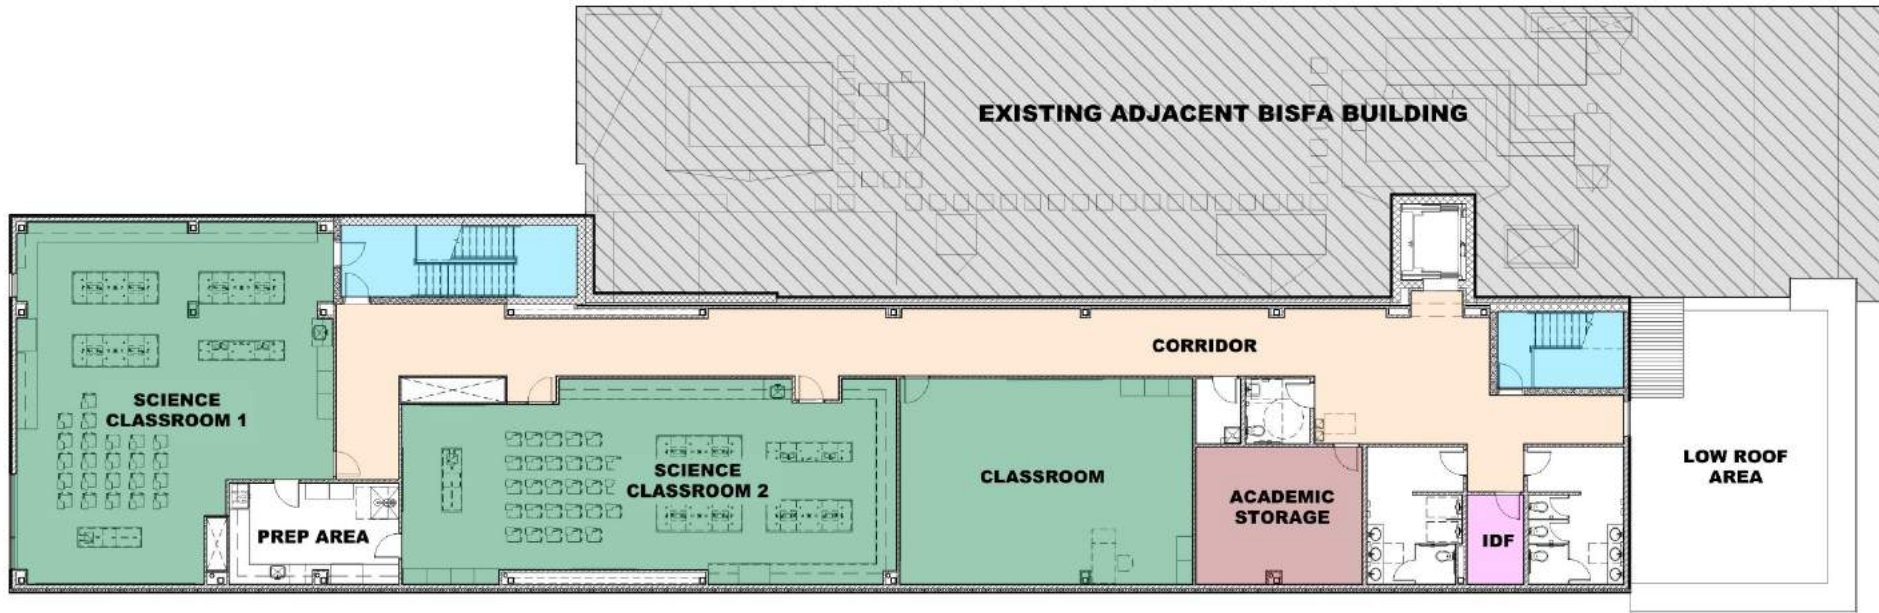 EXISTING ADJACENT BISFA BUILDING
CORRIDOR
SCIENCE
CLASSROOM 1
SCIENCE
CLASSROOM 2
CLASSROOM
LOW ROOF
AREA
ACADEMIC
STORAGE
PREP AREA
IDF